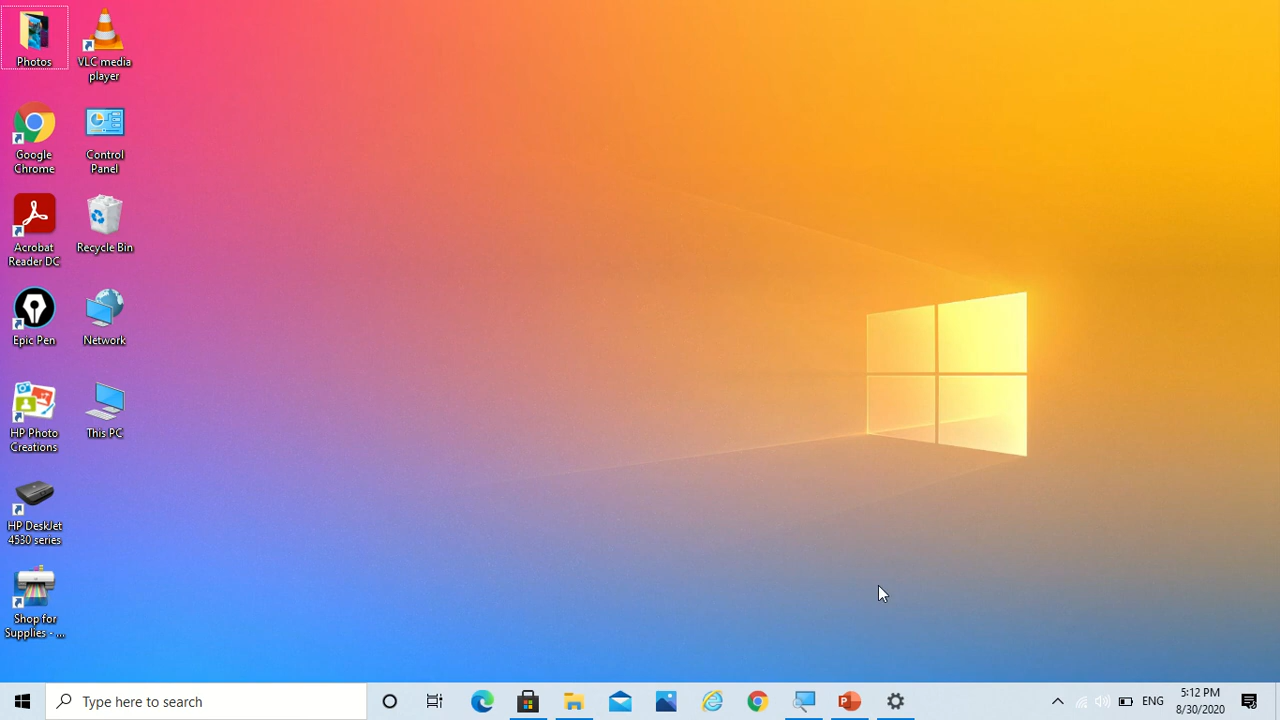 Photos
VLC media
player
Google
Chrome
Control
Panel
Acrobat
Reader DC
Recycle Bin
Epic Pen
Network
HP Photo
Creations
This PC
HP DeskJet
4530 series
Shop for
Supplies - ...
Type here to search
ENG
5:12 PM
8/30/2020